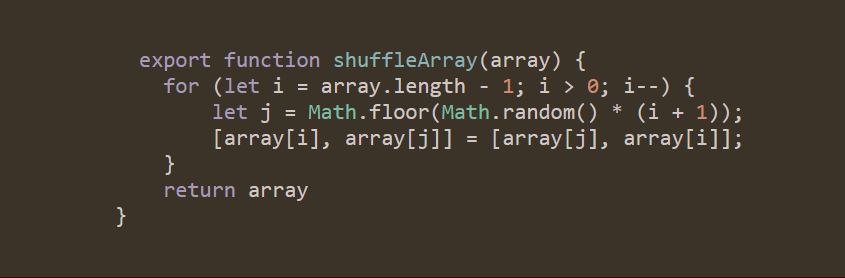 export function shuffleArray(array) {
for (let i = array.length - 1; i > 0; i--) {
let j = Math.floor(Math.random() * (i + 1));
[array[i], array[j]] = [array[j], array[i]];
}
return array
}